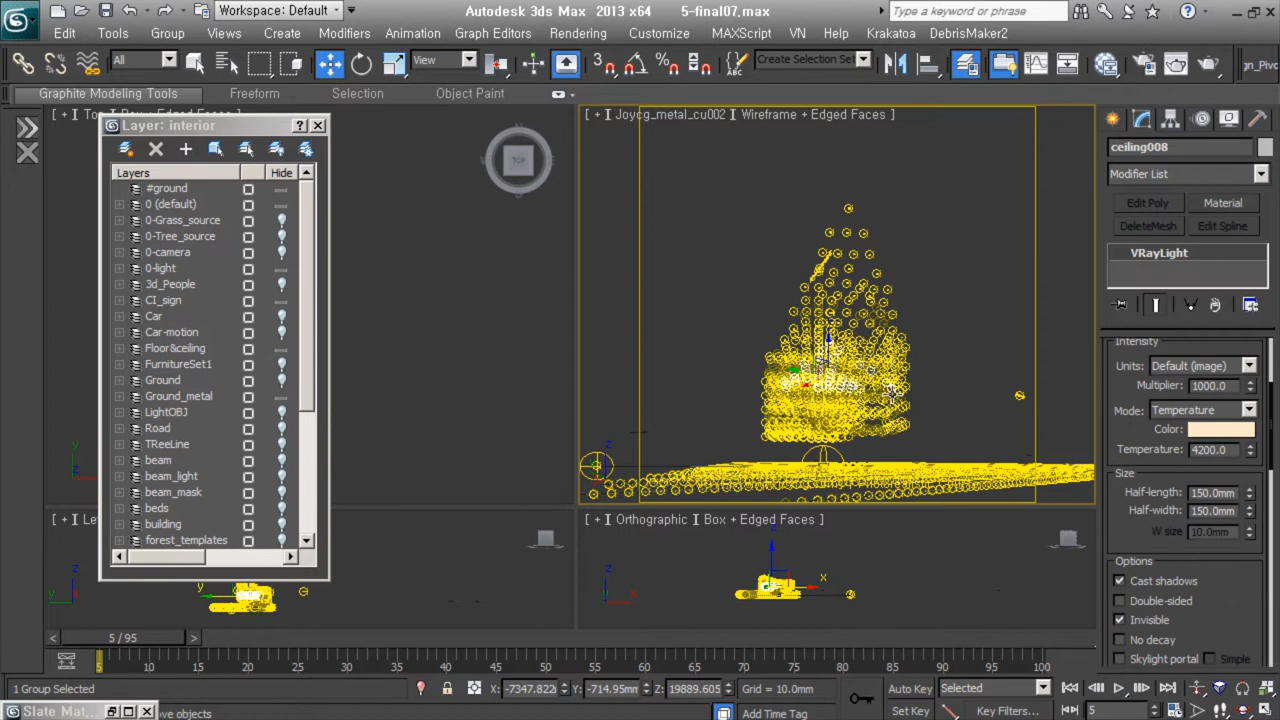 Workspace: Default
Autodesk 3ds Max 2013 x64
5-final07.max
Type a keyword or phrase
Edit Tools Group Views Create Modifiers Animation Graph Editors Rendering Customize MAXScript VN Help Krakatoa DebrisMaker2
All
View
3
Create Selection Set
Graphite Modeling Tools Freeform Selection Object Paint
Layer: interior
Layers Hide
#ground
0 (default)
0-Grass_source
0-Tree_source
0-camera
0-light
3d_People
CI_sign
Car
Car-motion
Floor&ceiling
FurnitureSet1
Ground
Ground_metal
LightOBJ
Road
TReeLine
beam
beam_light
beam_mask
beds
building
forest_templates
TOP
[ + ] Joycg_metal_cu002 ] Wireframe + Edged Faces ]
[ + ] Orthographic ] Box + Edged Faces ]
ceiling008
Modifier List
Edit Poly Material
DeleteMesh Edit Spline
VRayLight
Intensity
Units: Default (image)
Multiplier: 1000.0
Mode: Temperature
Color:
Temperature: 4200.0
Size
Half-length: 150.0mm
Half-width: 150.0mm
W size 10.0mm
Options
Cast shadows
Double-sided
Invisible
No decay
Skylight portal Simple
5 / 95
5 10 15 20 25 30 35 40 45 50 55 60 65 70 75 80 85 90 95 100
1 Group Selected
X: -7347.822 Y: -714.95mm Z: 19889.605
Grid = 10.0mm
Auto Key Selected
Slate Mat
Add Time Tag
Set Key Key Filters...
5